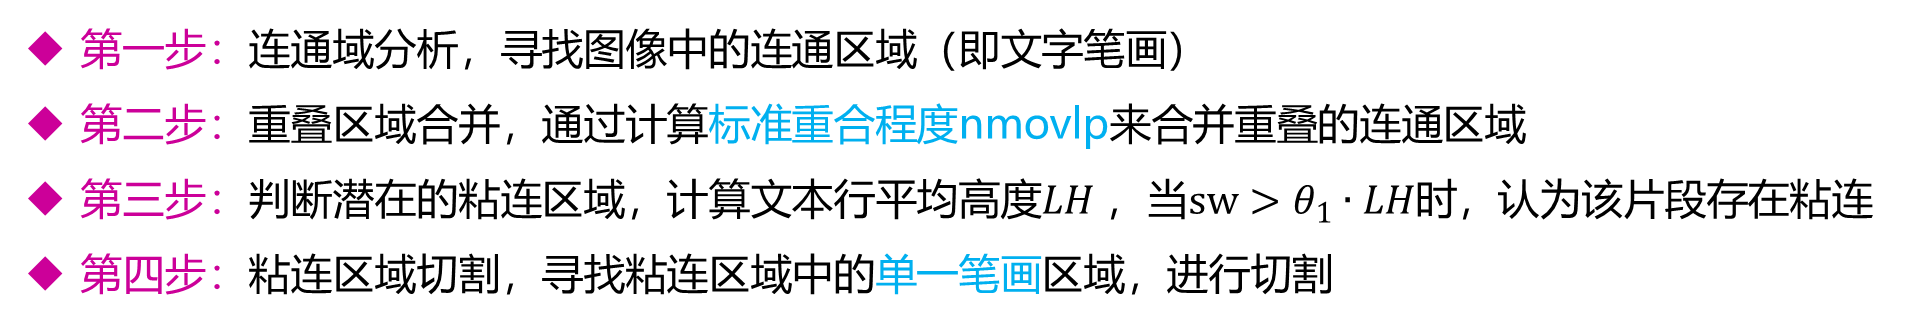 ◆ 第一步：连通域分析，寻找图像中的连通区域（即文字笔画）
◆ 第二步：重叠区域合并，通过计算标准重合程度nmovlp来合并重叠的连通区域
◆ 第三步：判断潜在的粘连区域，计算文本行平均高度LH ，当sw > θ₁ · LH时，认为该片段存在粘连
◆ 第四步：粘连区域切割，寻找粘连区域中的单一笔画区域，进行切割